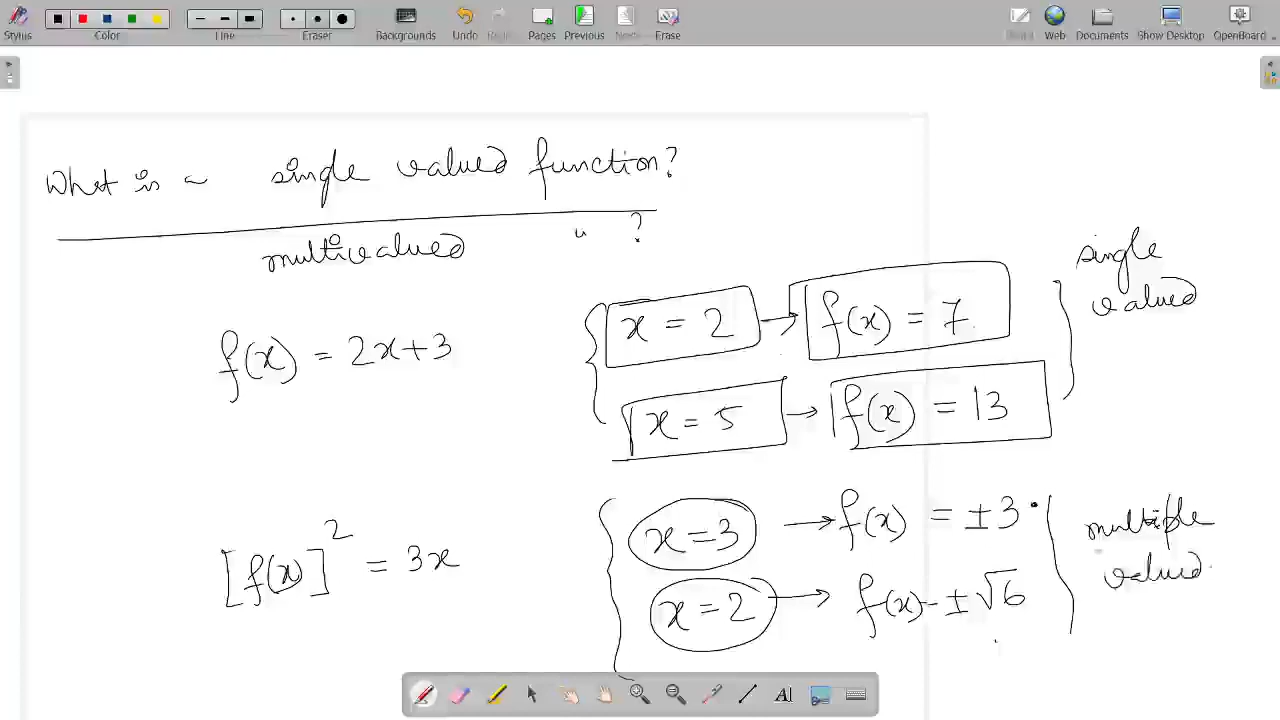 Stylus Color Line Eraser Backgrounds Undo Pages Previous Erase Web Documents Show Desktop OpenBoard
What is a single valued function?
multivalued " ?
f(x) = 2x+3
x = 2 → f(x) = 7
x = 5 → f(x) = 13
single
valued
[f(x)]² = 3x
x=3 → f(x) = ±3
x=2 → f(x) = ±√6
multiple
valued